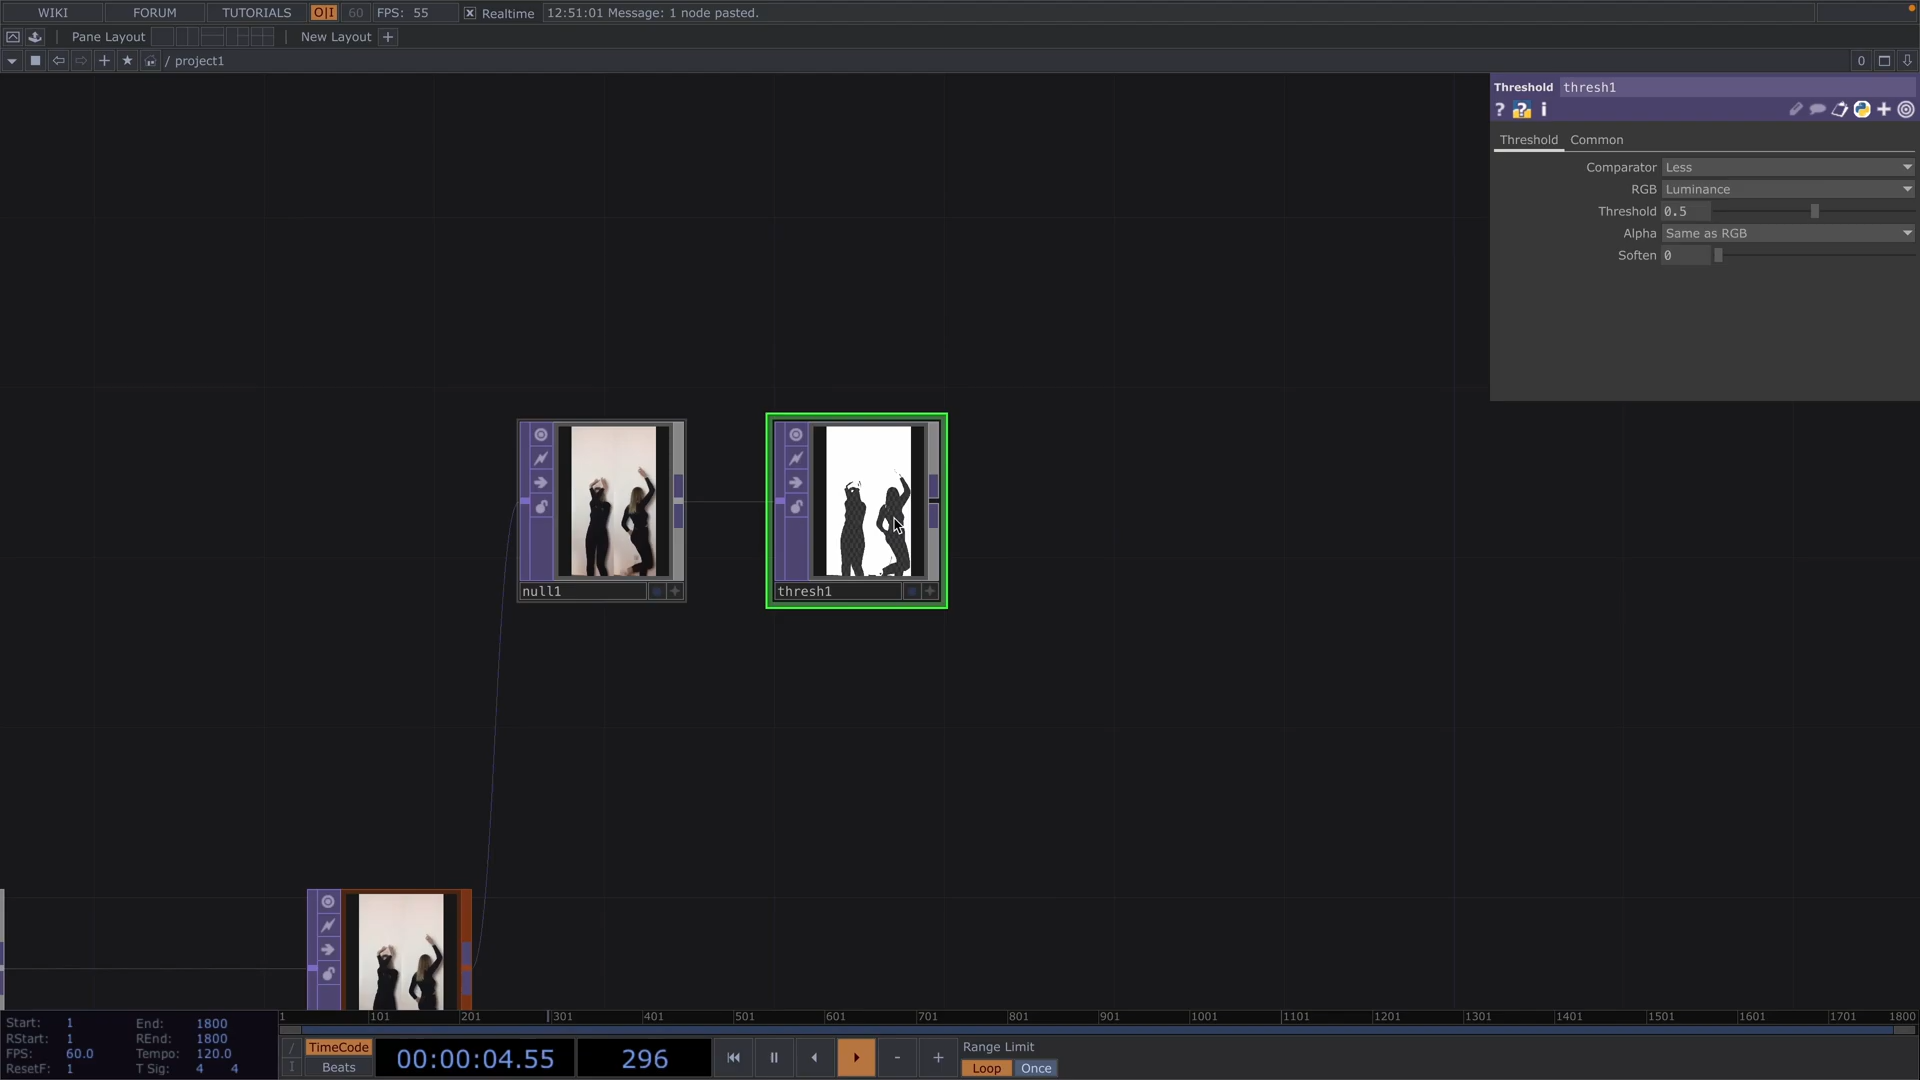 WIKI FORUM TUTORIALS O|I 60 FPS: 55 Realtime 12:51:01 Message: 1 node pasted.
Pane Layout New Layout +
/ project1 0
Threshold thresh1
? ? i
Threshold Common
Comparator Less
RGB Luminance
Threshold 0.5
Alpha Same as RGB
Soften 0
null1
thresh1
1 101 201 301 401 501 601 701 801 901 1001 1101 1201 1301 1401 1501 1601 1701 1800
Start: 1 End: 1800
RStart: 1 REnd: 1800
FPS: 60.0 Tempo: 120.0
ResetF: 1 T Sig: 4 4
TimeCode
Beats
00:00:04.55 296
- +
Range Limit
Loop Once